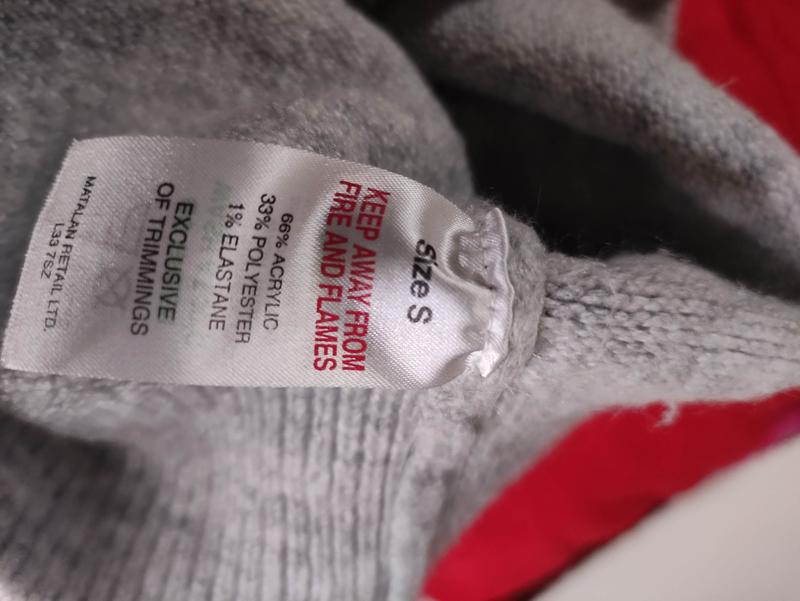 Size S
KEEP AWAY FROM
FIRE AND FLAMES
66% ACRYLIC
33% POLYESTER
1% ELASTANE
EXCLUSIVE
OF TRIMMINGS
MATALAN RETAIL LTD.
L33 7SZ